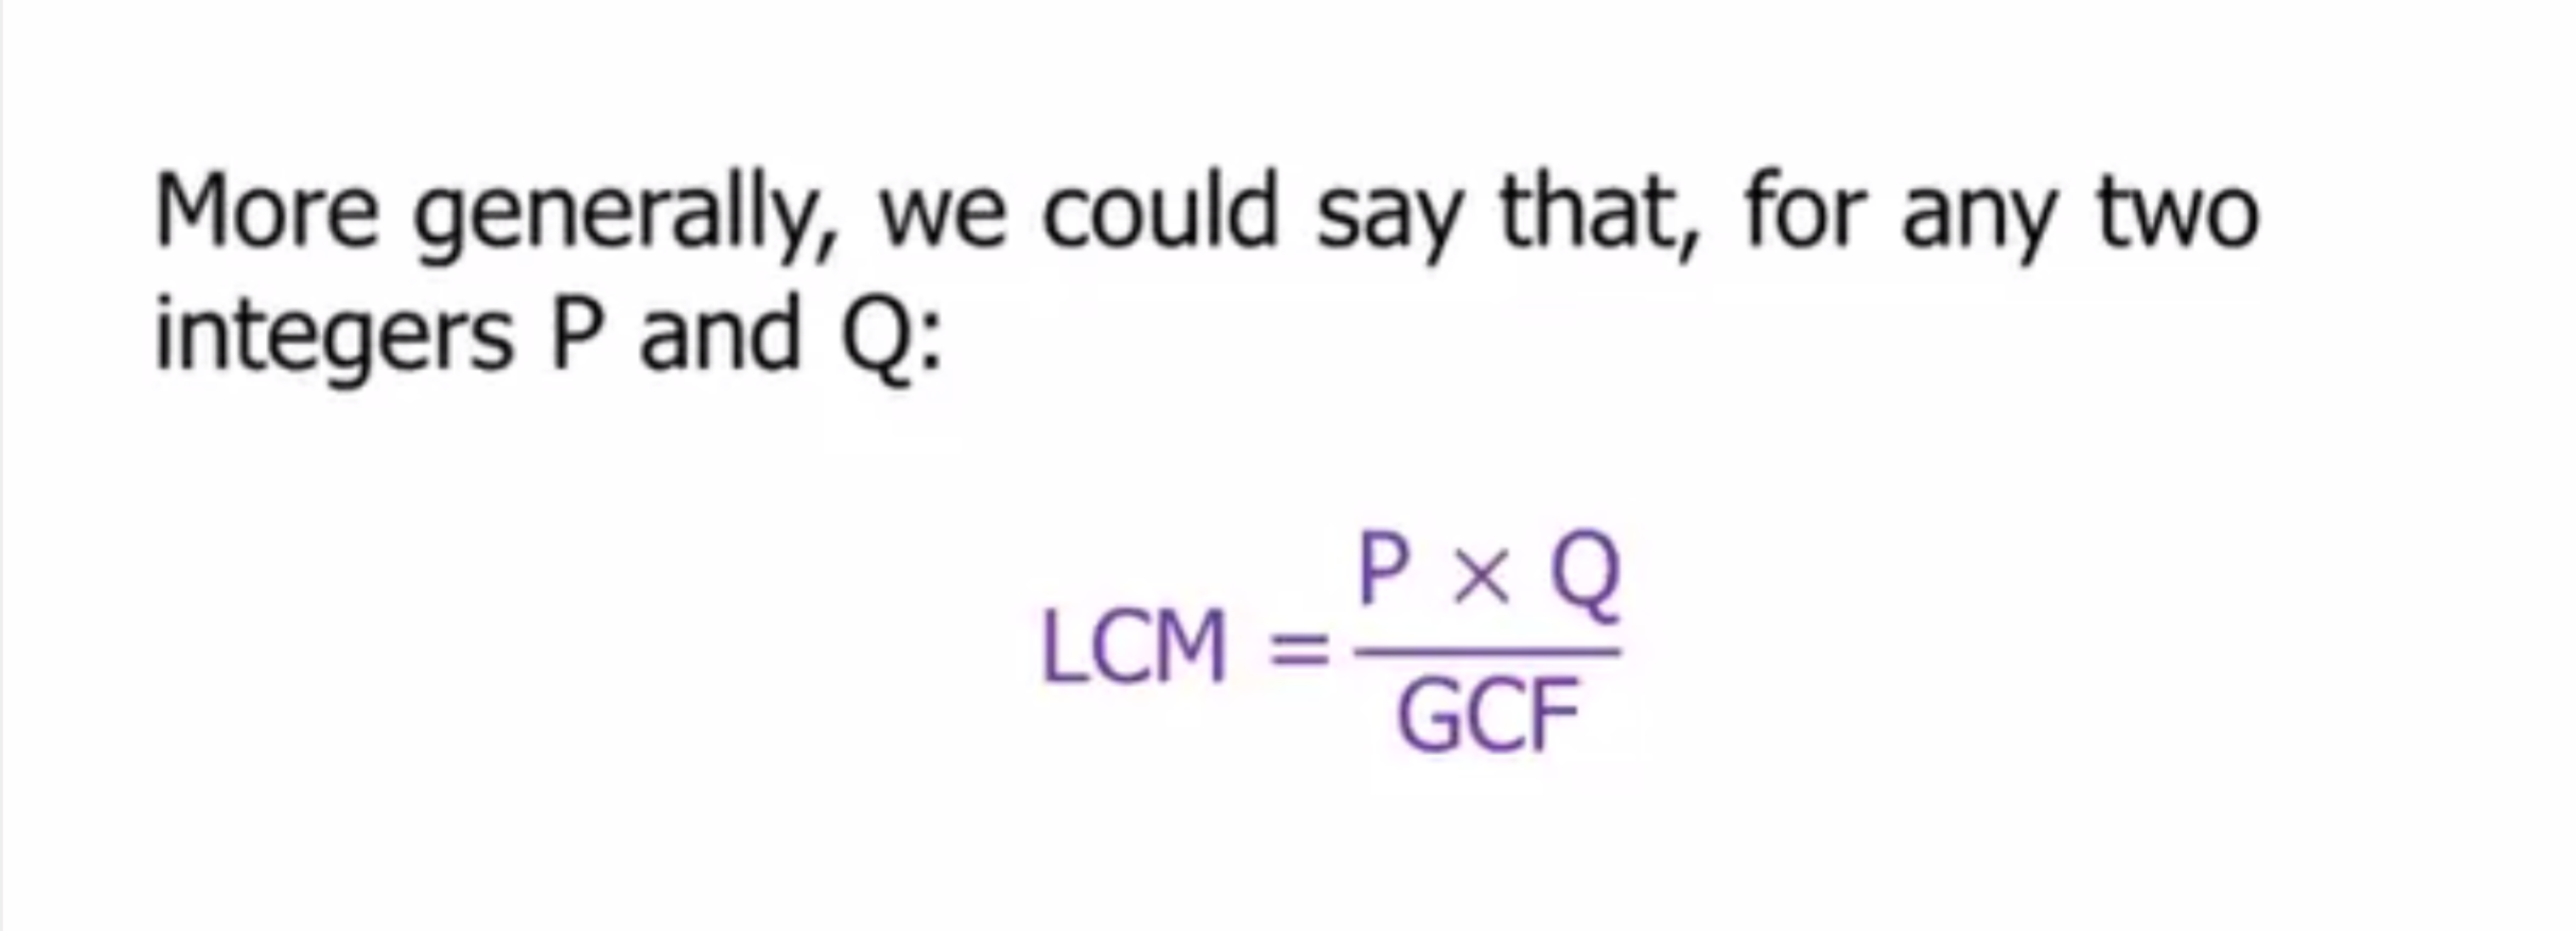 More generally, we could say that, for any two
integers P and Q:
P × Q
LCM =
GCF